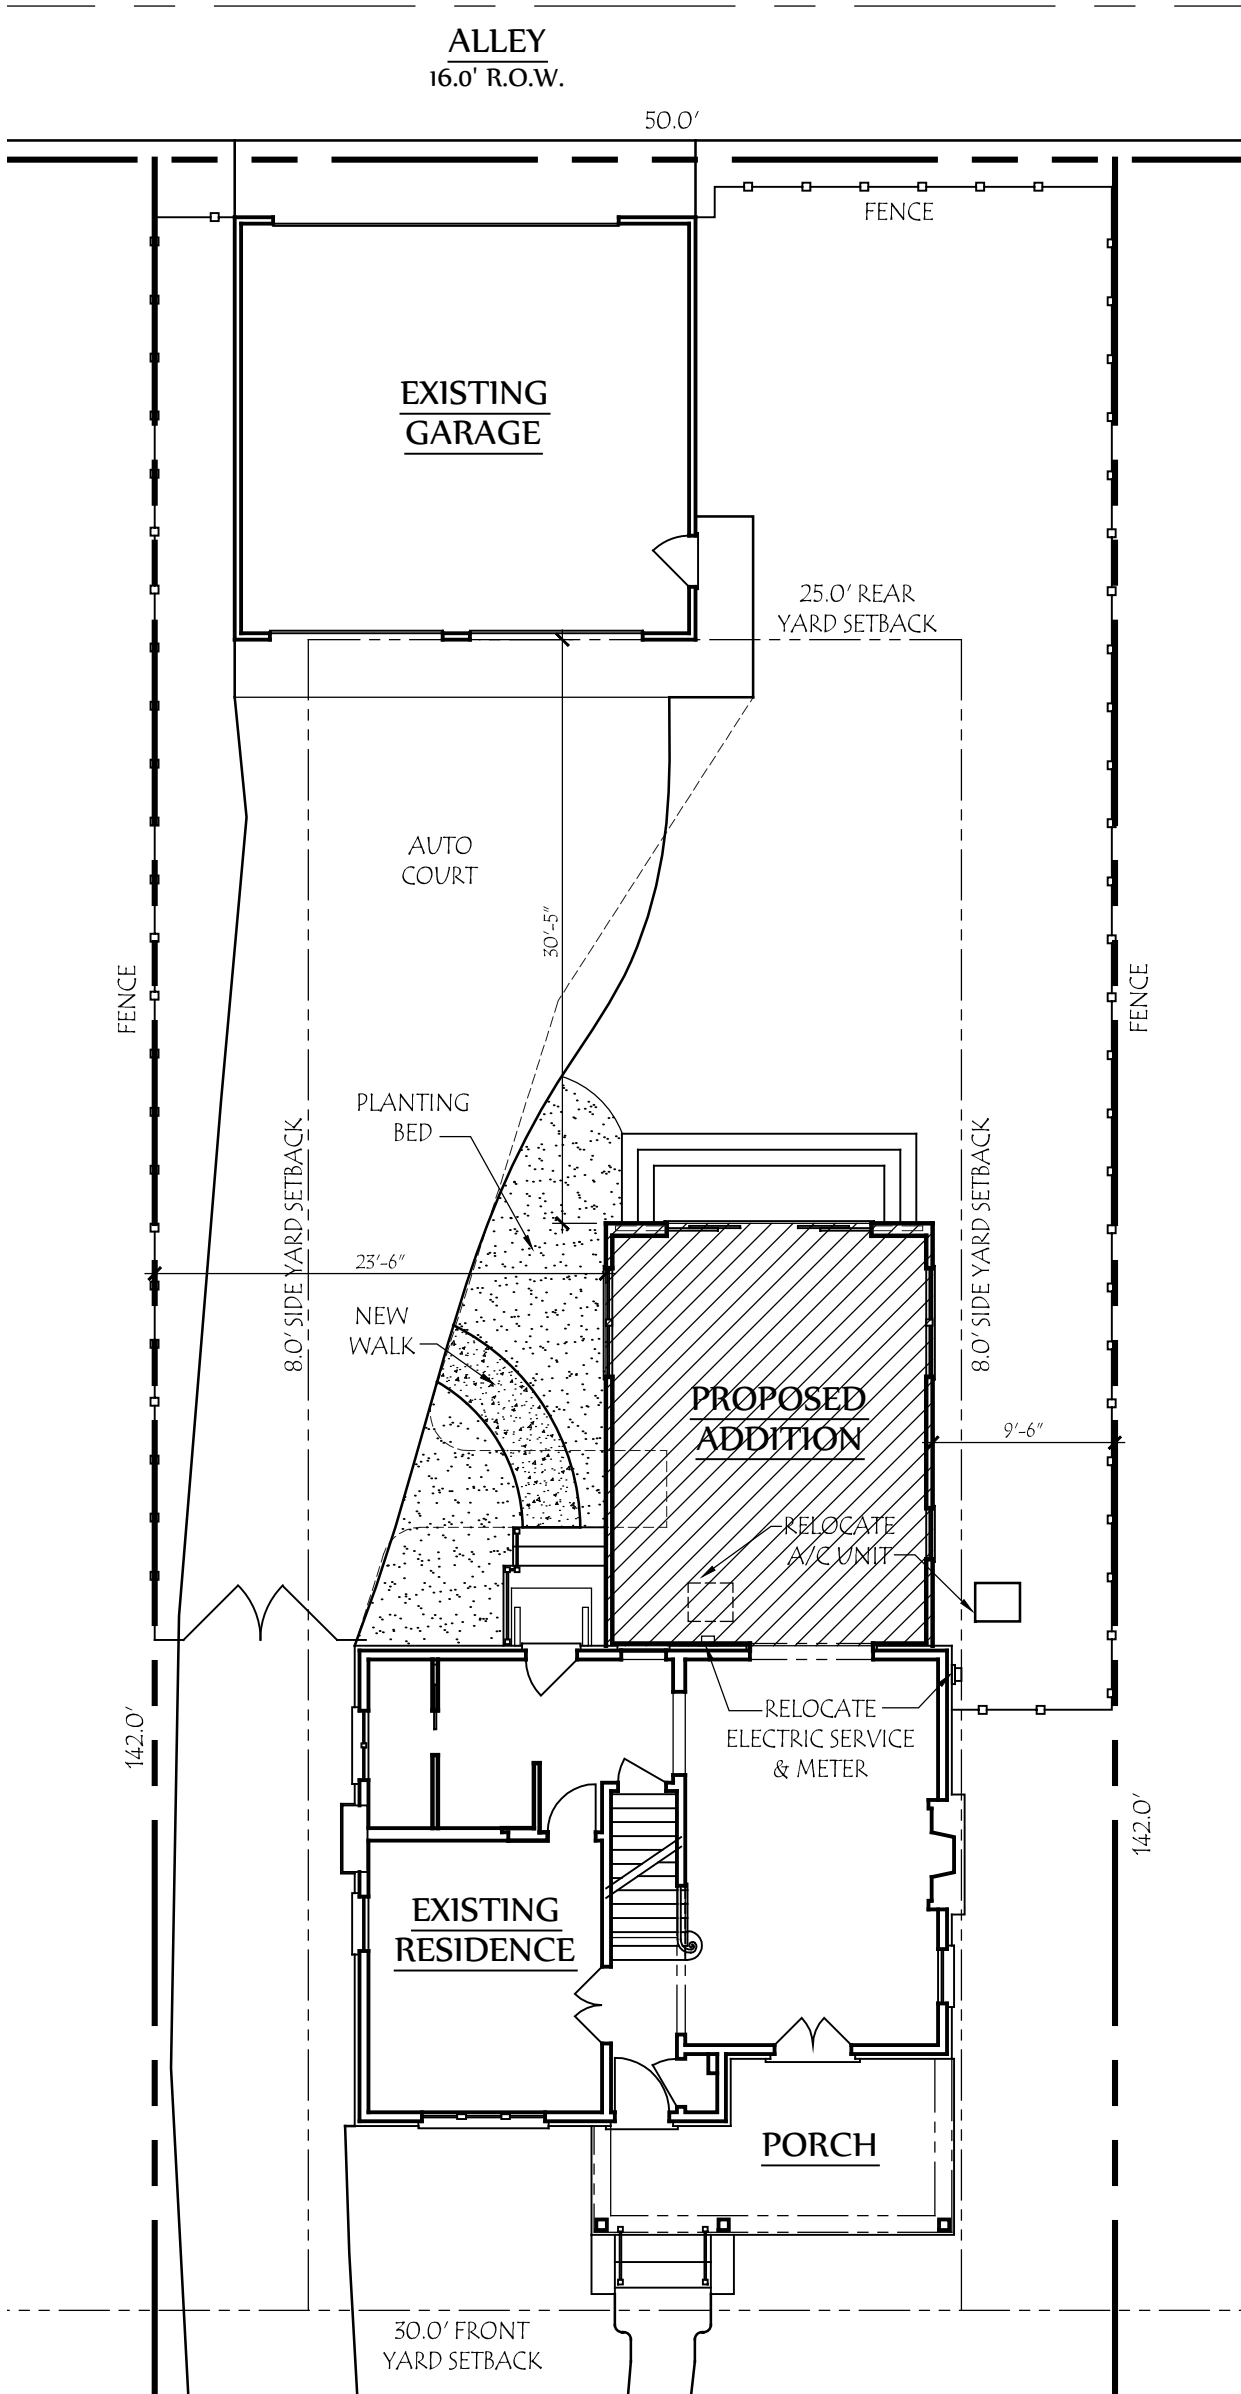 ALLEY
16.0' R.O.W.
50.0'
FENCE
EXISTING
GARAGE
25.0' REAR
YARD SETBACK
AUTO
COURT
30'-5"
FENCE
FENCE
PLANTING
BED
8.0' SIDE YARD SETBACK
8.0' SIDE YARD SETBACK
23'-6"
NEW
WALK
PROPOSED
ADDITION
9'-6"
RELOCATE
A/C UNIT
142.0'
RELOCATE
ELECTRIC SERVICE
& METER
142.0'
EXISTING
RESIDENCE
PORCH
30.0' FRONT
YARD SETBACK